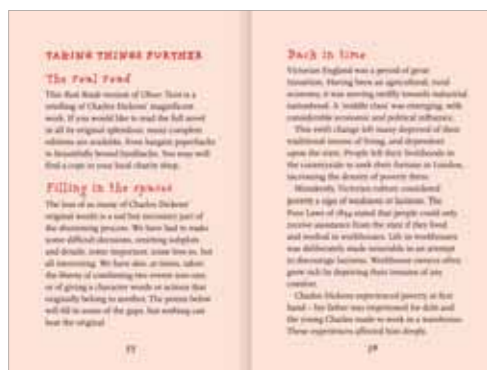 TAKING THINGS FURTHER
The real read
This Real Reads version of Oliver Twist is a
retelling of Charles Dickens' magnificent
work. If you would like to read the full novel
in all its original splendour, many complete
editions are available, from bargain paperbacks
to beautifully bound hardbacks. You may well
find a copy in your local charity shop.
Filling in the spaces
The loss of so many of Charles Dickens'
original words is a sad but necessary part of
the shortening process. We have had to make
some difficult decisions, omitting subplots
and details, some important, some less so, but
all interesting. We have also, at times, taken
the liberty of combining two events into one,
or of giving a character words or actions that
originally belong to another. The points below
will fill in some of the gaps, but nothing can
beat the original.
Back in time
Victorian England was a period of great
transition. Having been an agricultural, rural
economy, it was moving swiftly towards industrial
nationhood. A 'middle class' was emerging, with
considerable economic and political influence.
This swift change left many deprived of their
traditional means of living, and dependent
upon the state. People left their livelihoods in
the countryside to seek their fortune in London,
increasing the density of poverty there.
Mistakenly, Victorian culture considered
poverty a sign of weakness or laziness. The
Poor Laws of 1834 stated that people could only
receive assistance from the state if they lived
and worked in workhouses. Life in workhouses
was deliberately made miserable in an attempt
to discourage laziness. Workhouse owners often
grew rich by depriving their inmates of any
comfort.
Charles Dickens experienced poverty at first
hand – his father was imprisoned for debt and
the young Charles made to work in a
These experiences affected him deeply.